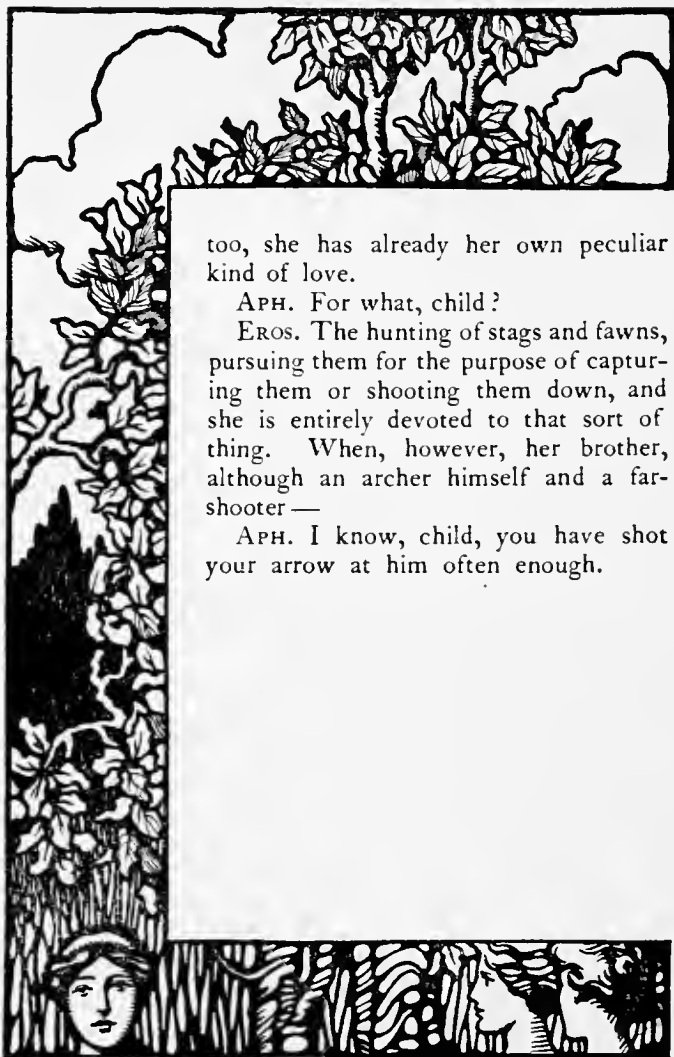 too, she has already her own peculiar
kind of love.
APH. For what, child?
EROS. The hunting of stags and fawns,
pursuing them for the purpose of captur-
ing them or shooting them down, and
she is entirely devoted to that sort of
thing. When, however, her brother,
although an archer himself and a far-
shooter —
APH. I know, child, you have shot
your arrow at him often enough.